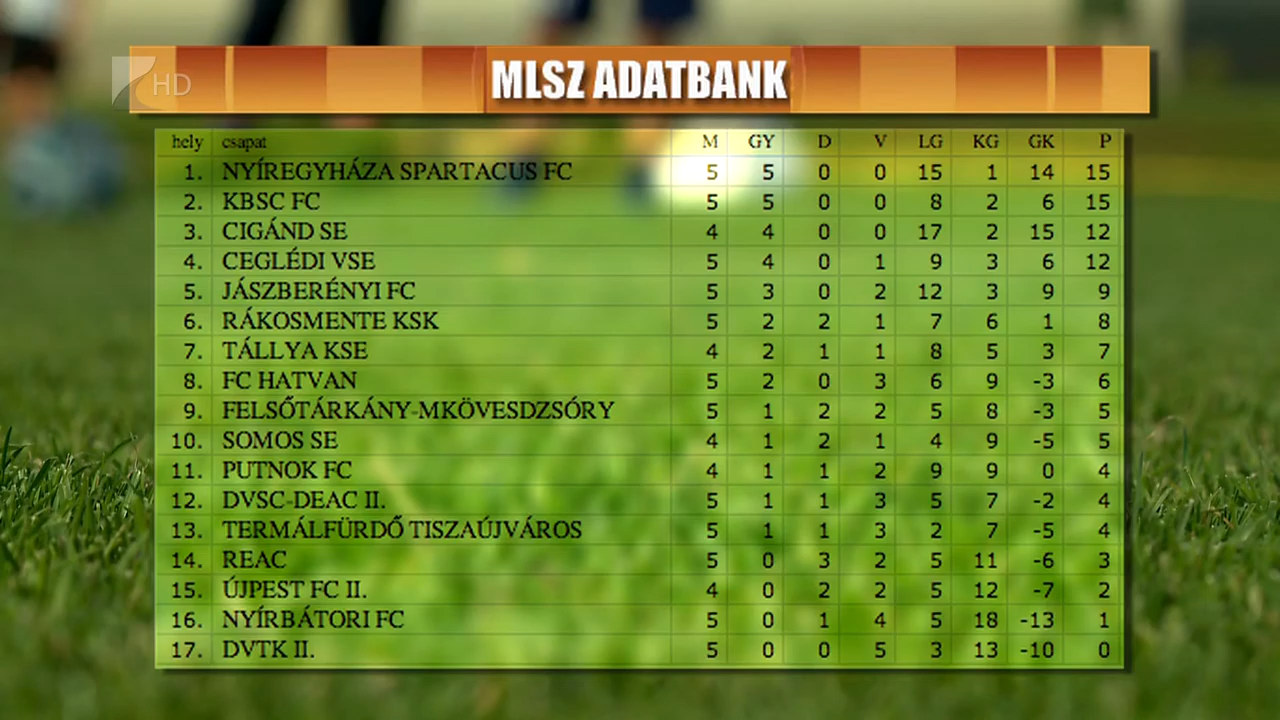 HD
MLSZ ADATBANK
hely csapat M GY D V LG KG GK P
1. NYÍREGYHÁZA SPARTACUS FC 5 5 0 0 15 1 14 15
2. KBSC FC 5 5 0 0 8 2 6 15
3. CIGÁND SE 4 4 0 0 17 2 15 12
4. CEGLÉDI VSE 5 4 0 1 9 3 6 12
5. JÁSZBERÉNYI FC 5 3 0 2 12 3 9 9
6. RÁKOSMENTE KSK 5 2 2 1 7 6 1 8
7. TÁLLYA KSE 4 2 1 1 8 5 3 7
8. FC HATVAN 5 2 0 3 6 9 -3 6
9. FELSŐTÁRKÁNY-MKÖVESDZSÓRY 5 1 2 2 5 8 -3 5
10. SOMOS SE 4 1 2 1 4 9 -5 5
11. PUTNOK FC 4 1 1 2 9 9 0 4
12. DVSC-DEAC II. 5 1 1 3 5 7 -2 4
13. TERMÁLFÜRDŐ TISZAÚJVÁROS 5 1 1 3 2 7 -5 4
14. REAC 5 0 3 2 5 11 -6 3
15. ÚJPEST FC II. 4 0 2 2 5 12 -7 2
16. NYÍRBÁTORI FC 5 0 1 4 5 18 -13 1
17. DVTK II. 5 0 0 5 3 13 -10 0